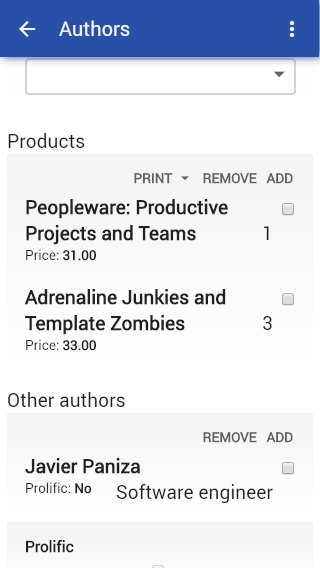 Authors
Products
PRINT REMOVE ADD
Peopleware: Productive
Projects and Teams 1
Price: 31.00
Adrenaline Junkies and
Template Zombies 3
Price: 33.00
Other authors
REMOVE ADD
Javier Paniza
Prolific: No Software engineer
Prolific